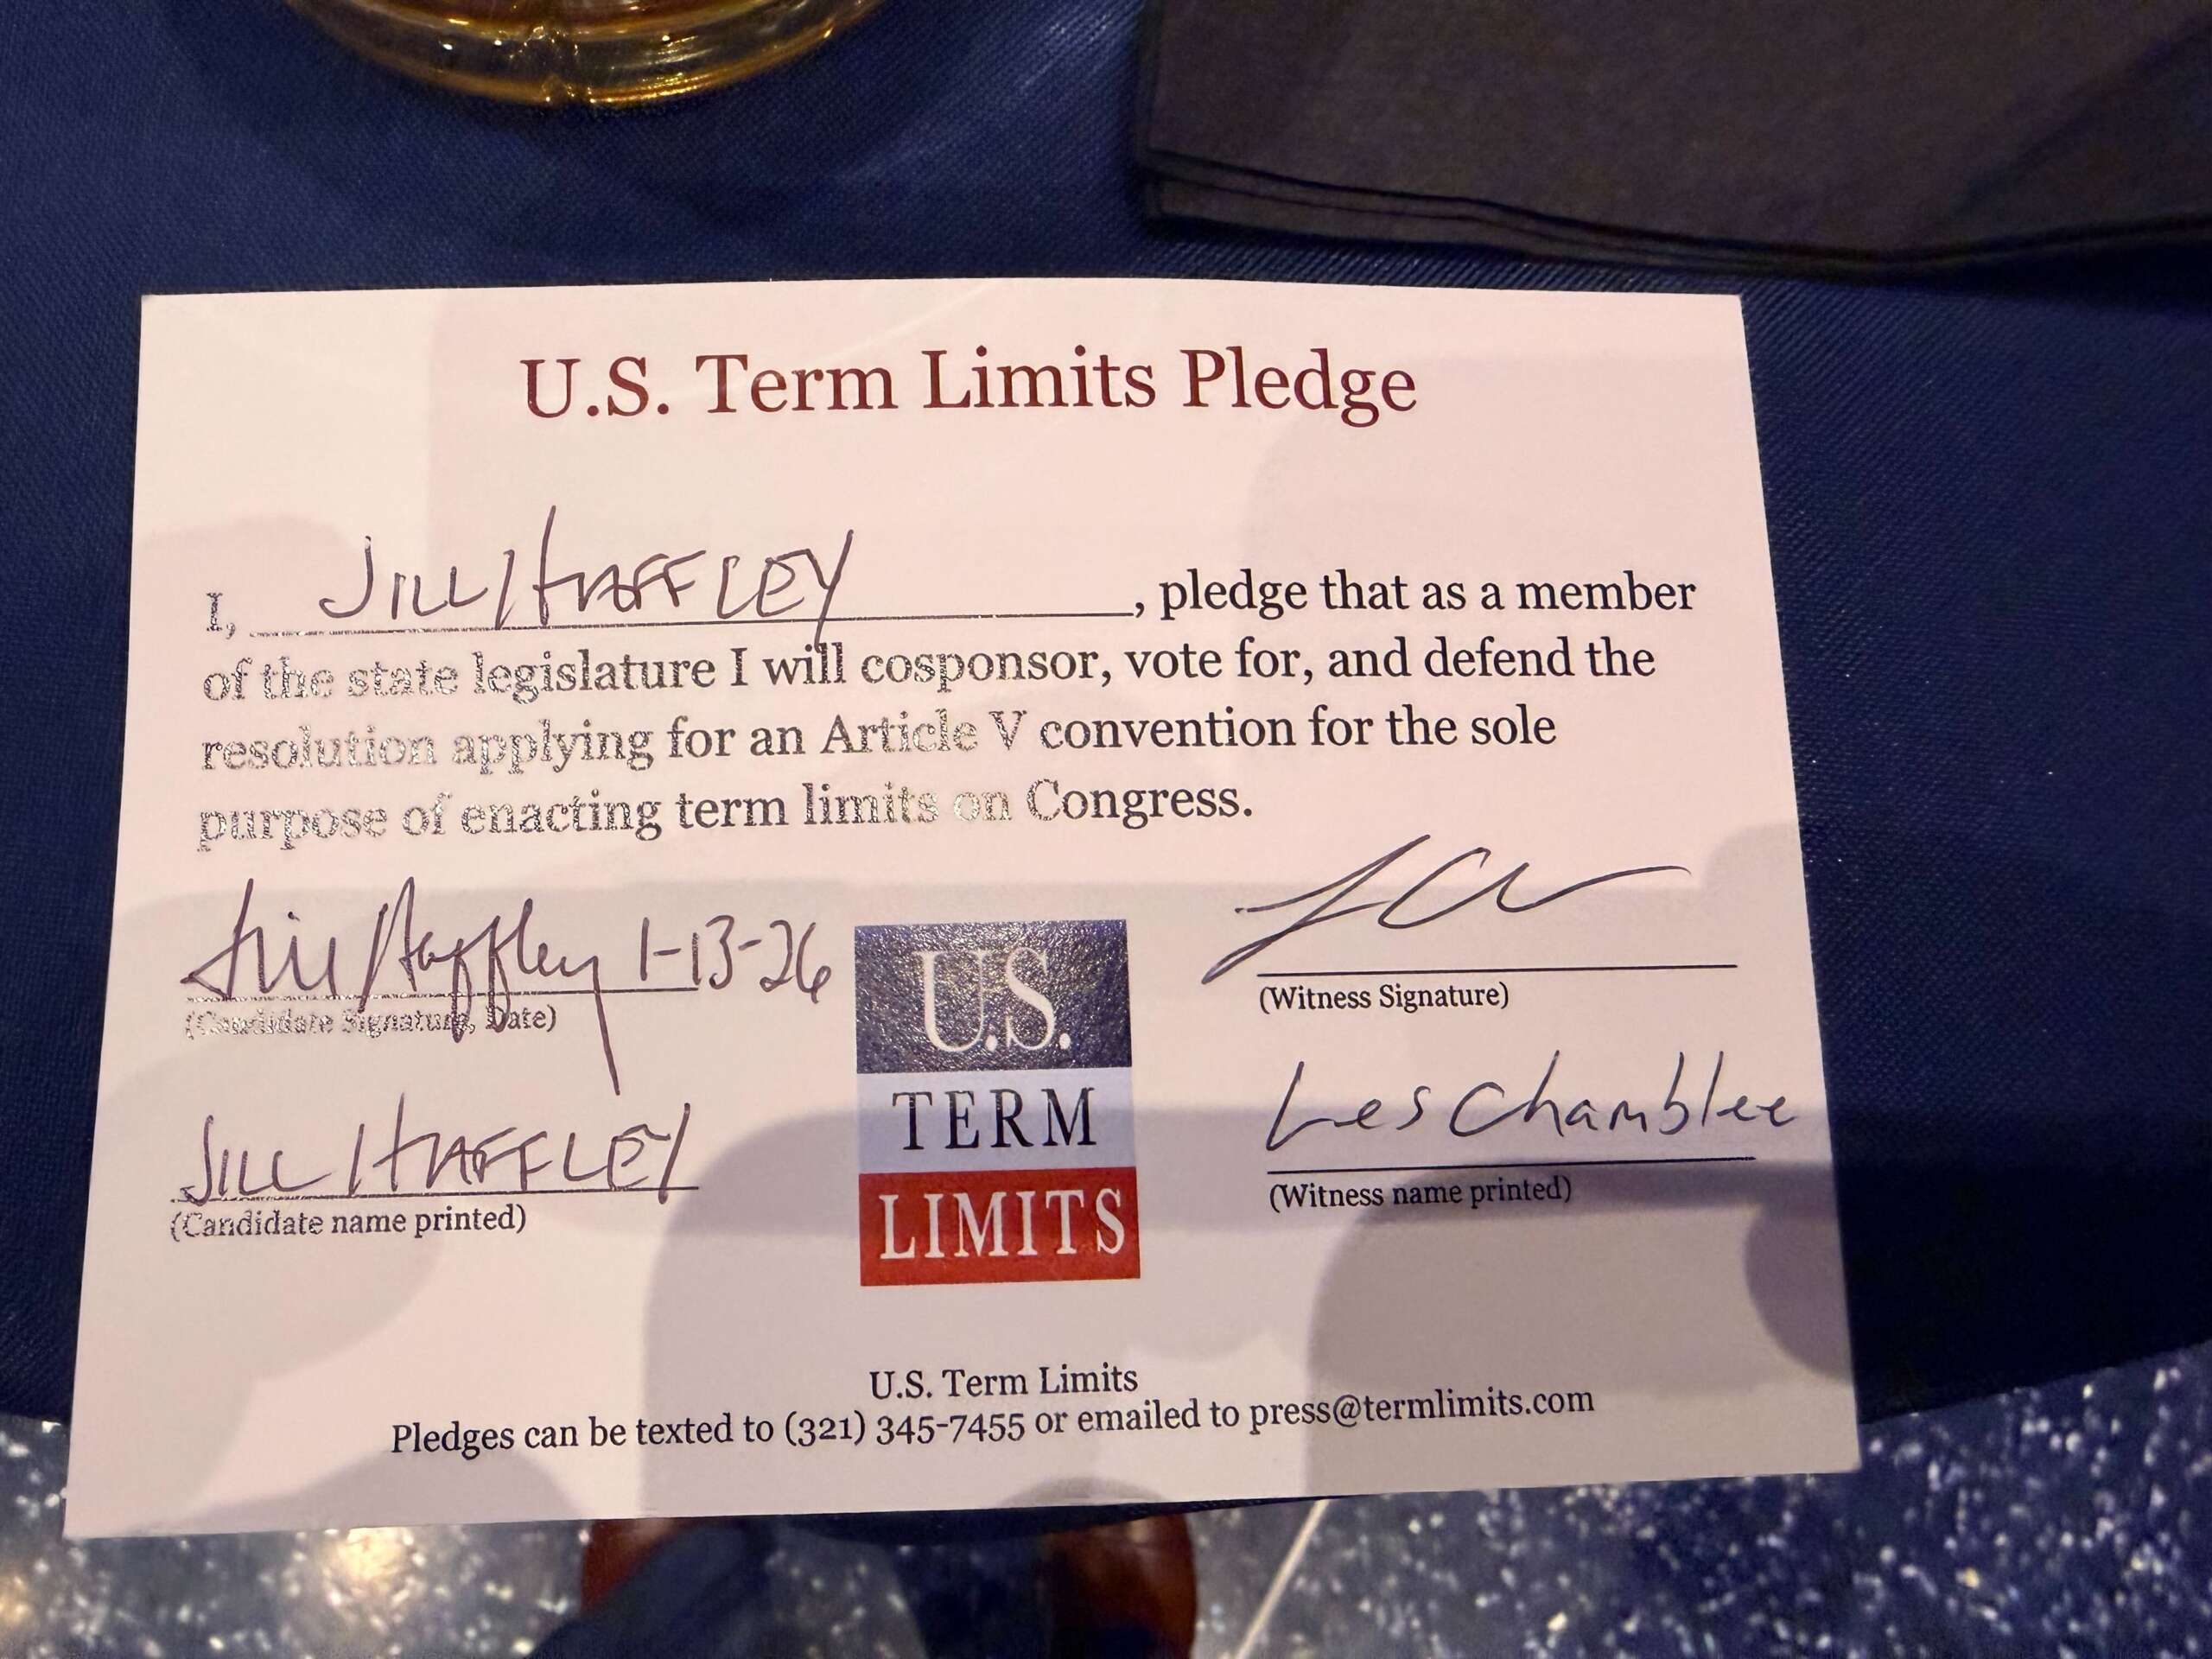 U.S. Term Limits Pledge
I, JILL HAFFLEY, pledge that as a member
of the state legislature I will cosponsor, vote for, and defend the
resolution applying for an Article V convention for the sole
purpose of enacting term limits on Congress.
Jill Haffley 1-13-26
(Candidate Signature, Date)
(Witness Signature)
JILL HAFFLEY
(Candidate name printed)
U.S.
TERM
LIMITS
Les Chamblee
(Witness name printed)
U.S. Term Limits
Pledges can be texted to (321) 345-7455 or emailed to press@termlimits.com